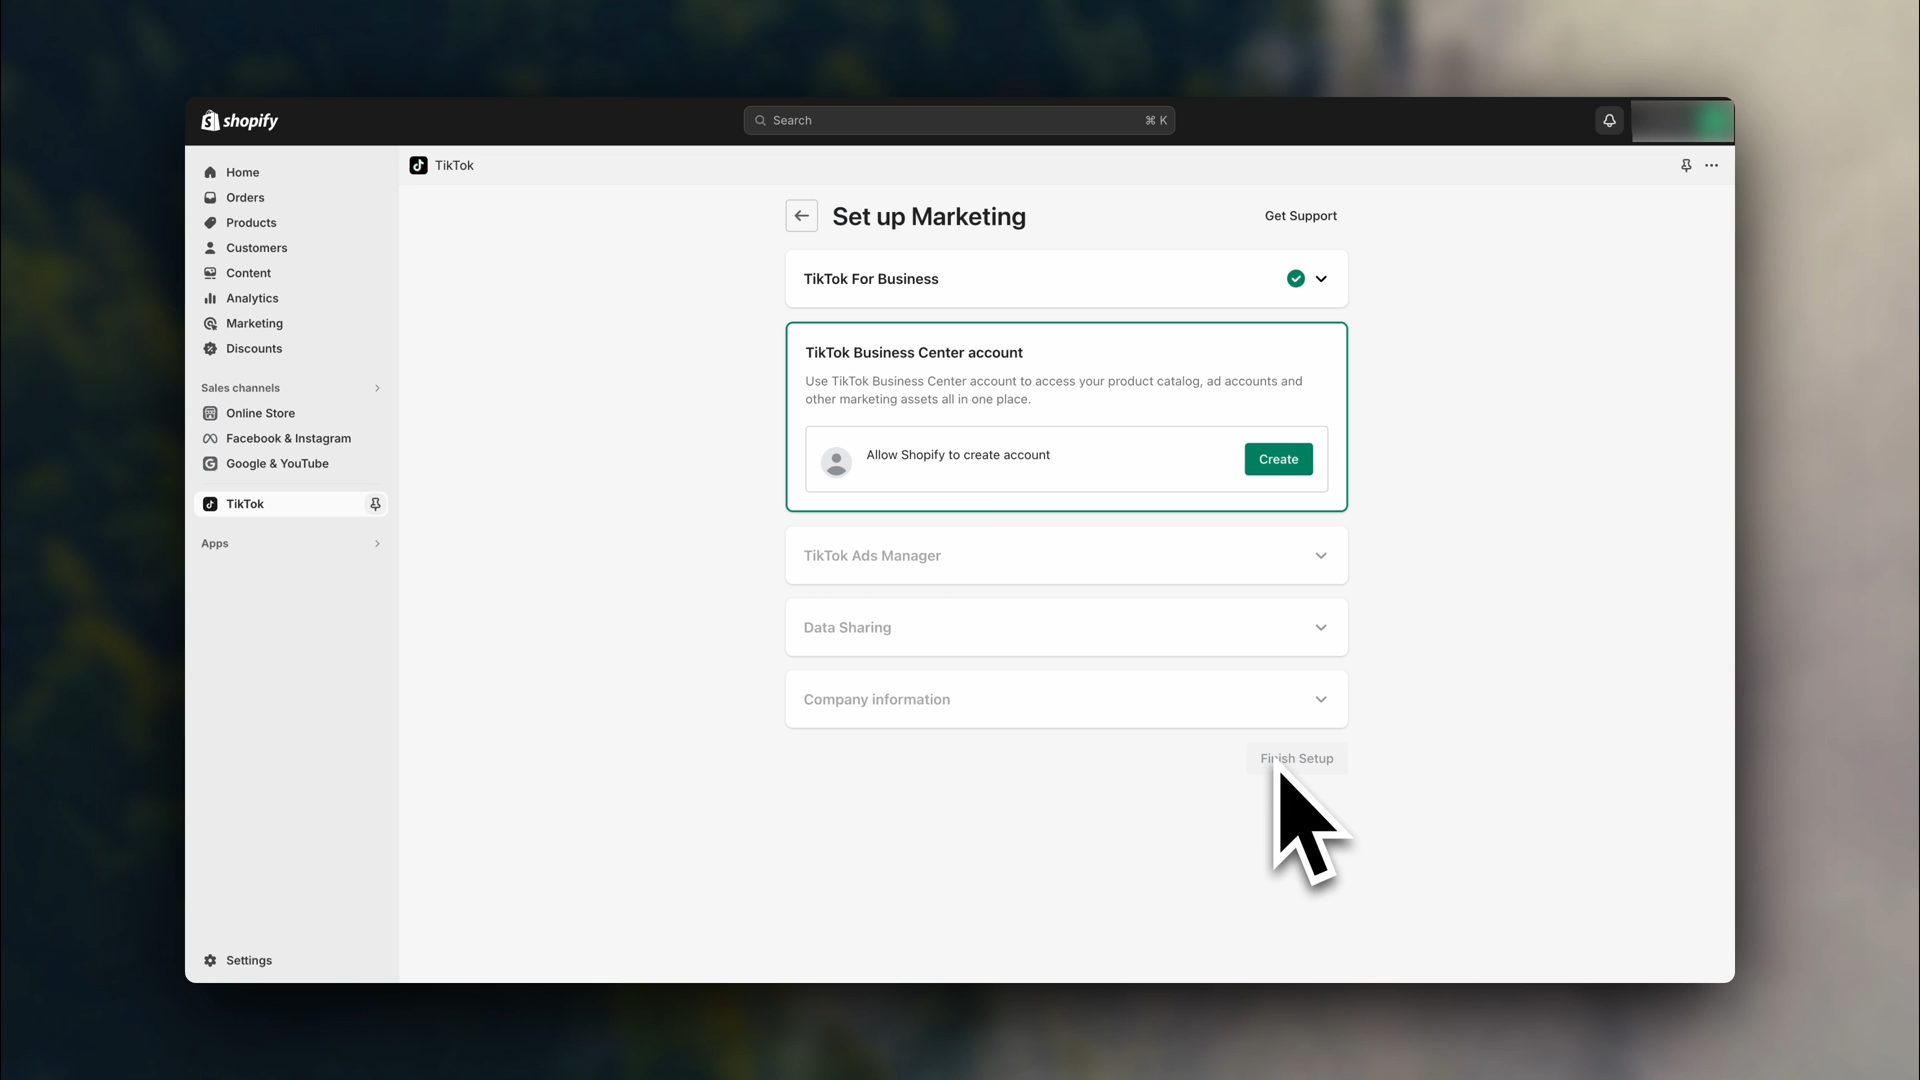 shopify
Search
⌘ K
Home
Orders
Products
Customers
Content
Analytics
Marketing
Discounts
Sales channels
Online Store
Facebook & Instagram
Google & YouTube
TikTok
Apps
Settings
TikTok
Set up Marketing
Get Support
TikTok For Business
TikTok Business Center account
Use TikTok Business Center account to access your product catalog, ad accounts and
other marketing assets all in one place.
Allow Shopify to create account
Create
TikTok Ads Manager
Data Sharing
Company information
Finish Setup